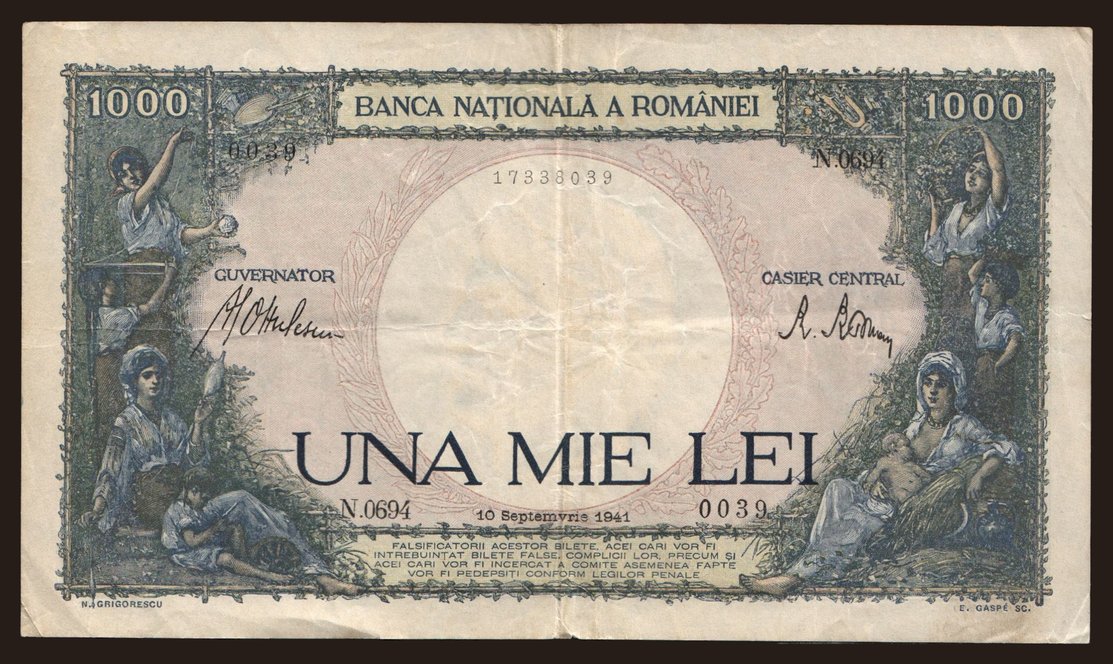 1000
BANCA NAȚIONALĂ A ROMÂNIEI
1000
0039
N.0694
17338039
GUVERNATOR
CASIER CENTRAL
UNA MIE LEI
N.0694
10 Septemvrie 1941
0039
FALSIFICATORII ACESTOR BILETE, ACEI CARI VOR FI
INTREBUINȚAT BILETE FALSE, COMPLICII LOR, PRECUM ȘI
ACEI CARI VOR FI INCERCAT A COMITE ASEMENEA FAPTE
VOR FI PEDEPSIȚI CONFORM LEGILOR PENALE
N. GRIGORESCU
E. GASPÉ SC.